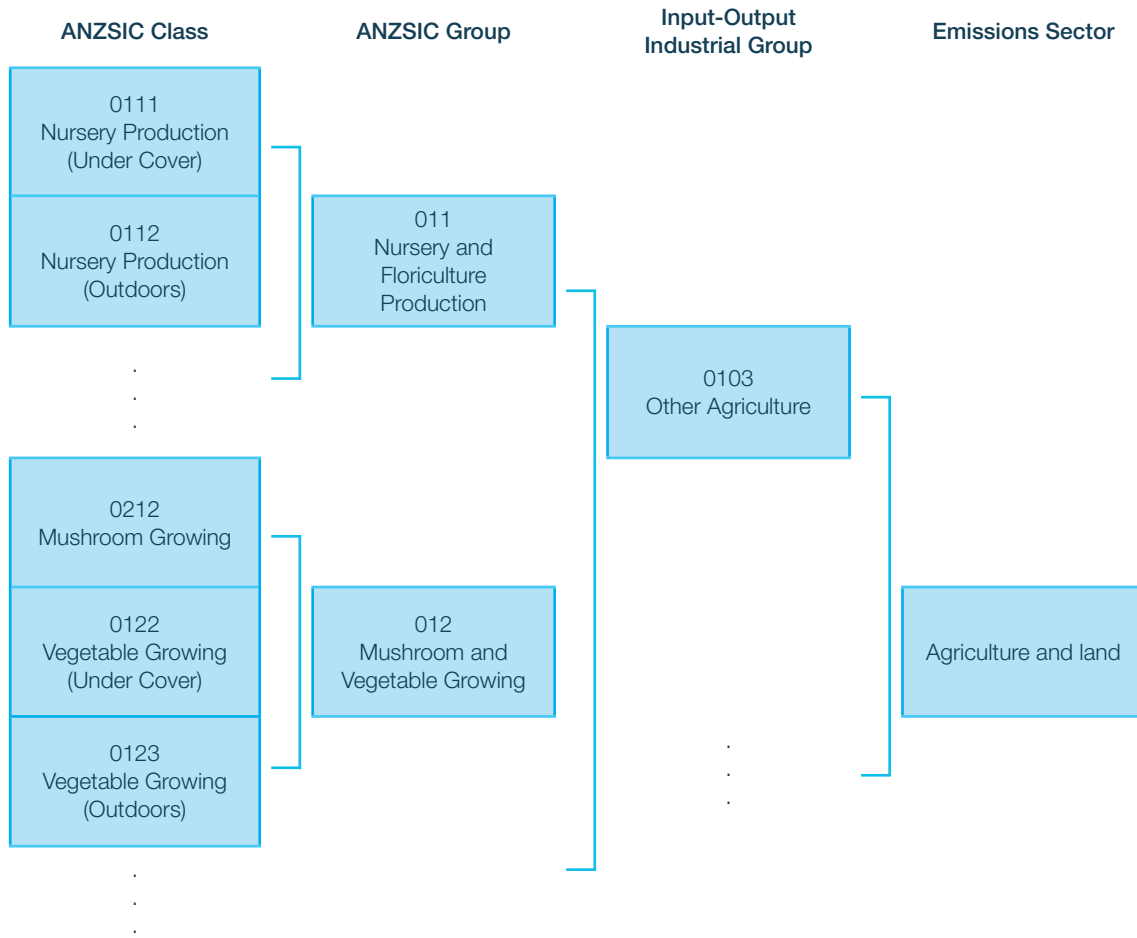 ANZSIC Class
ANZSIC Group
Input-Output
Industrial Group
Emissions Sector
0111
Nursery Production
(Under Cover)
0112
Nursery Production
(Outdoors)
.
.
.
0212
Mushroom Growing
0122
Vegetable Growing
(Under Cover)
0123
Vegetable Growing
(Outdoors)
.
.
.
011
Nursery and
Floriculture
Production
012
Mushroom and
Vegetable Growing
0103
Other Agriculture
.
.
.
Agriculture and land